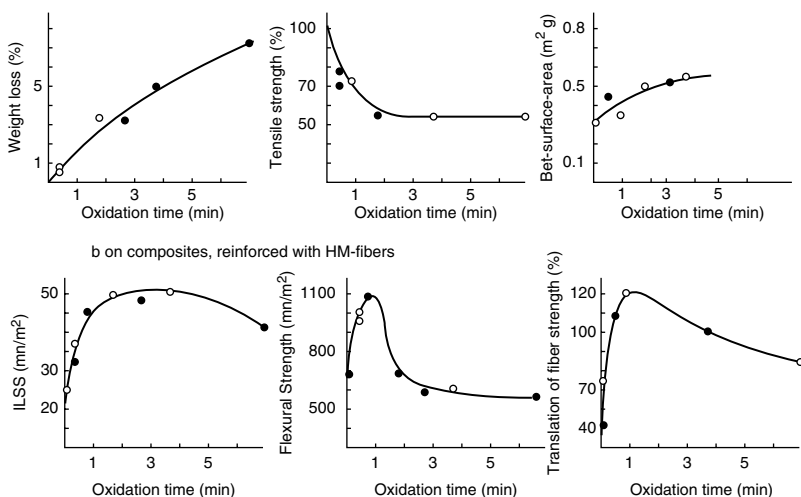 Weight loss (%)
5
1
1
3
5
Oxidation time (min)
Tensile strength (%)
100
70
50
1
3
5
Oxidation time (min)
Bet-surface-area (m² g)
0.8
0.5
0.1
1
3
5
Oxidation time (min)
b on composites, reinforced with HM-fibers
ILSS (mn/m²)
50
30
20
1
3
5
Oxidation time (min)
Flexural Strength (mn/m²)
1100
800
500
1
3
5
Oxidation time (min)
Translation of fiber strength (%)
120
100
70
40
1
3
5
Oxidation time (min)